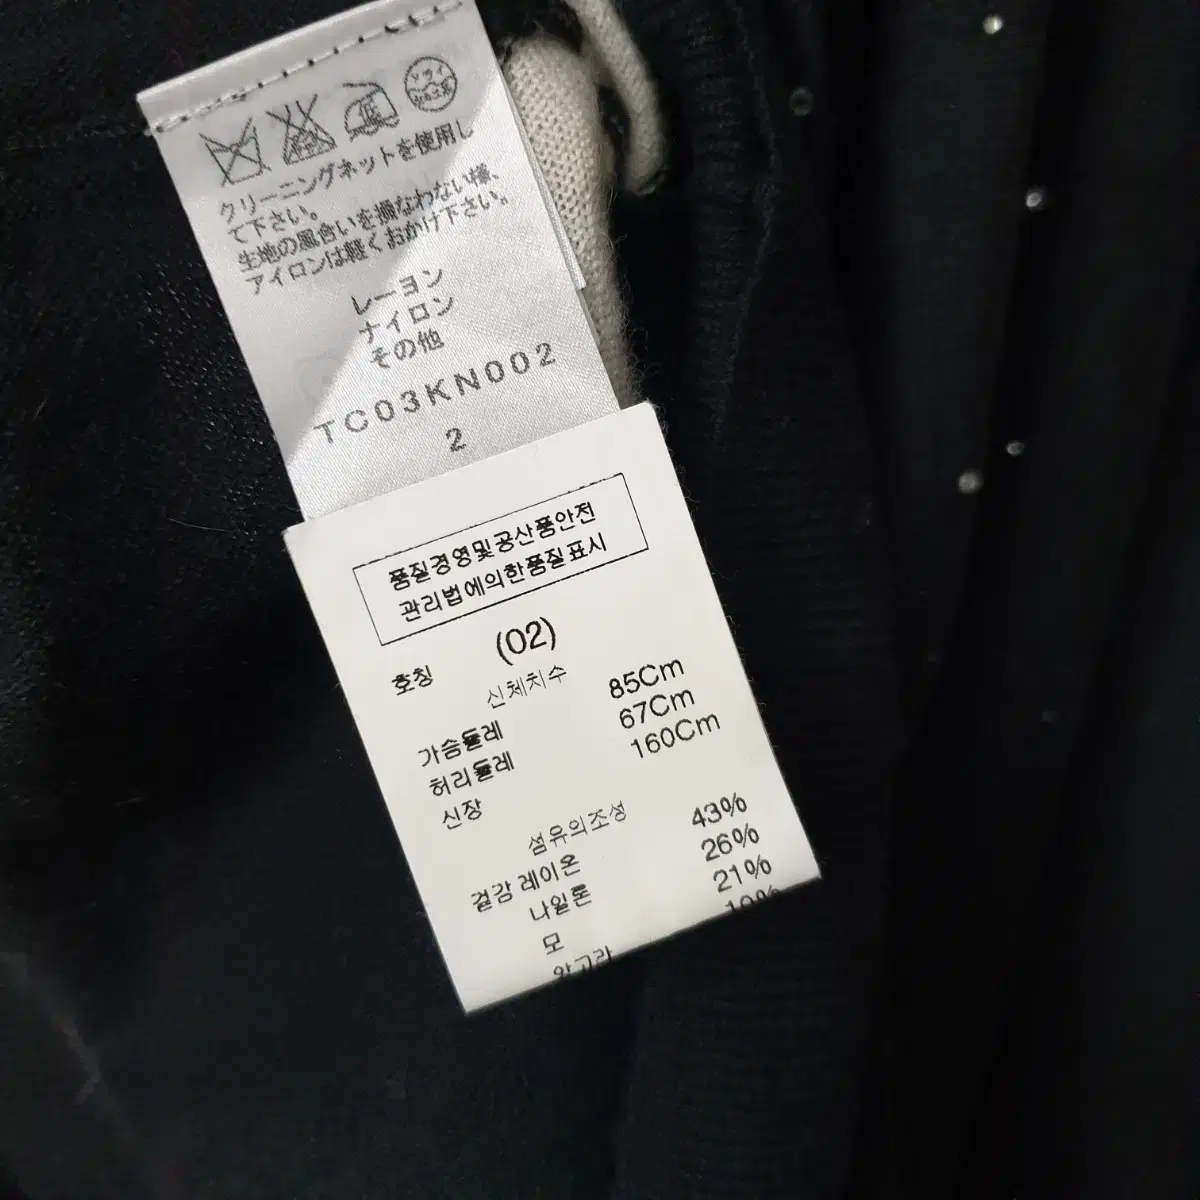 クリーニングネットを使用し
て下さい。
生地の風合いを損なわない様、
アイロンは軽くおかけ下さい。
レーヨン
ナイロン
その他
TC03KN002
2
품질경영및공산품안전
관리법에의한품질표시
호칭 (02)
신체치수
가슴둘레 85Cm
허리둘레 67Cm
신장 160Cm
섬유의조성
겉감 레이온 43%
나일론 26%
모 21%
앙고라 10%